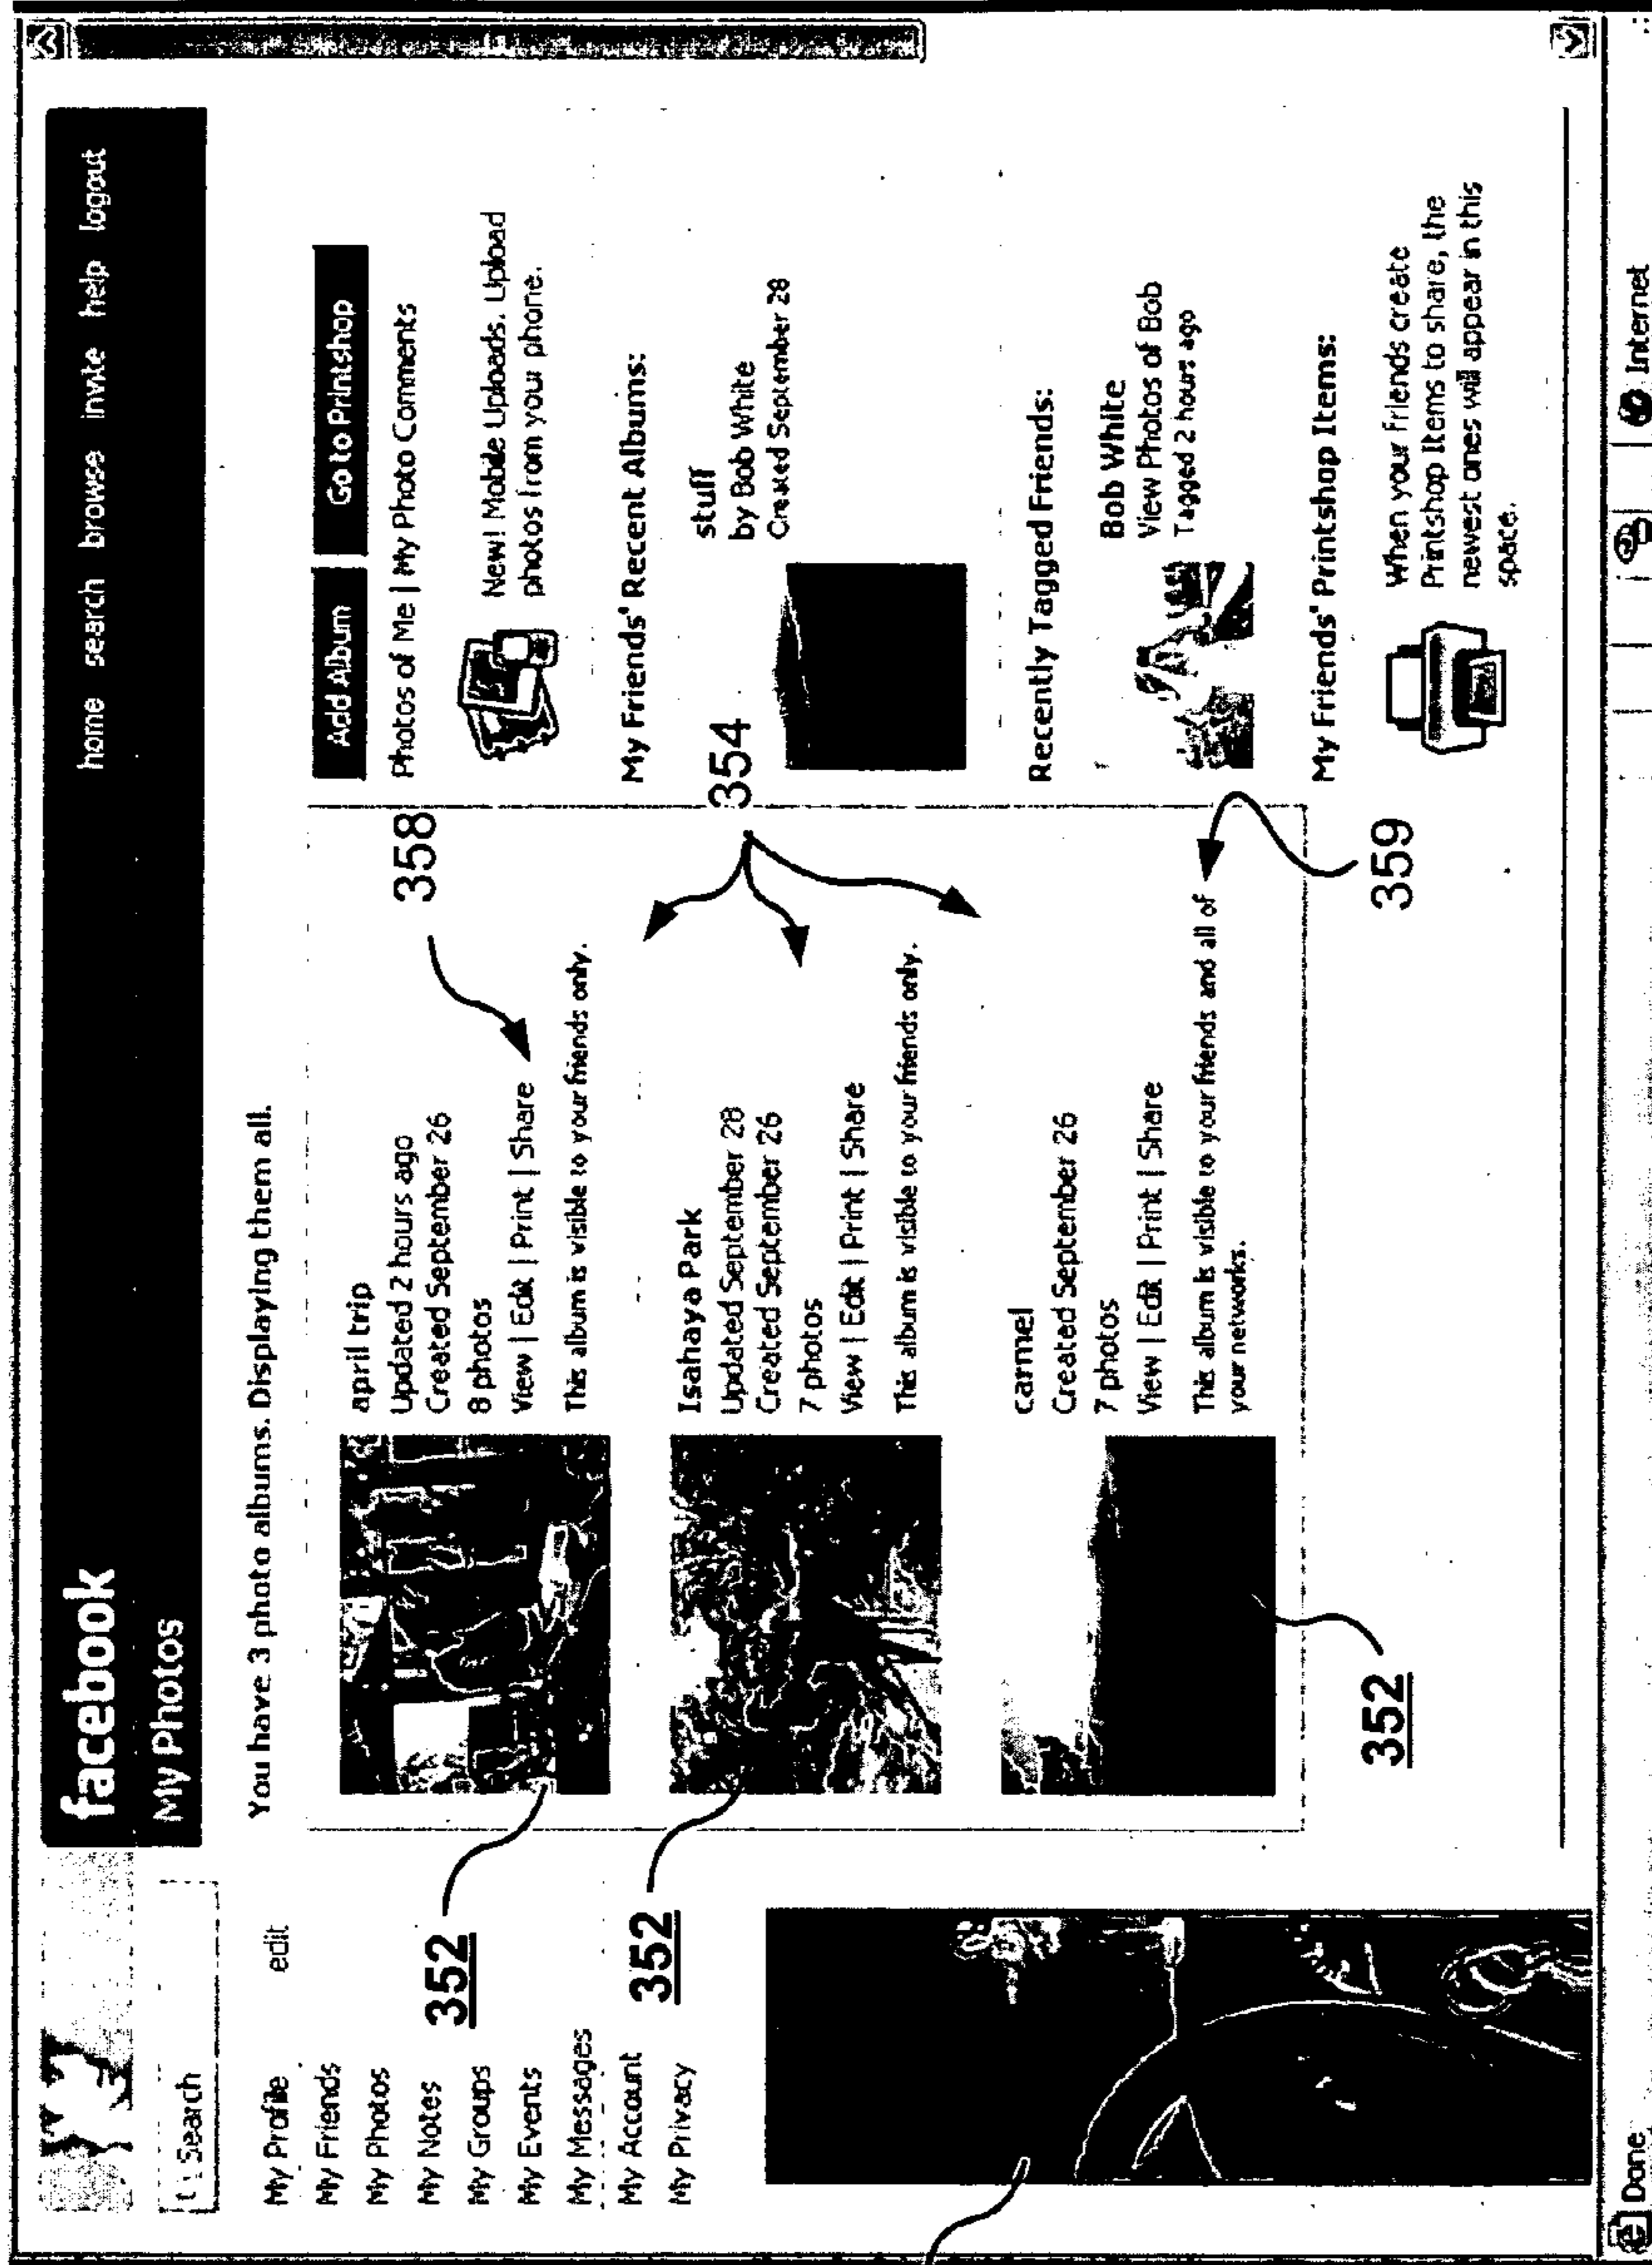 facebook
home search browse invite help logout
My Photos
Search
My Profile edit
My Friends
My Photos
My Notes
My Groups
My Events
My Messages
My Account
My Privacy
352
352
352
You have 3 photo albums. Displaying them all.
april trip
Updated 2 hours ago
Created September 26
8 photos
View | Edit | Print | Share
This album is visible to your friends only.
Isahaya Park
Updated September 28
Created September 26
7 photos
View | Edit | Print | Share
This album is visible to your friends only.
carmel
Created September 26
7 photos
View | Edit | Print | Share
This album is visible to your friends and all of
your networks.
358
354
359
Add Album Go to Printshop
Photos of Me | My Photo Comments
New! Mobile Uploads. Upload
photos from your phone.
My Friends' Recent Albums:
stuff
by Bob White
Created September 28
Recently Tagged Friends:
Bob White
View Photos of Bob
Tagged 2 hours ago
My Friends' Printshop Items:
When your friends create
Printshop Items to share, the
newest ones will appear in this
space.
Done Internet